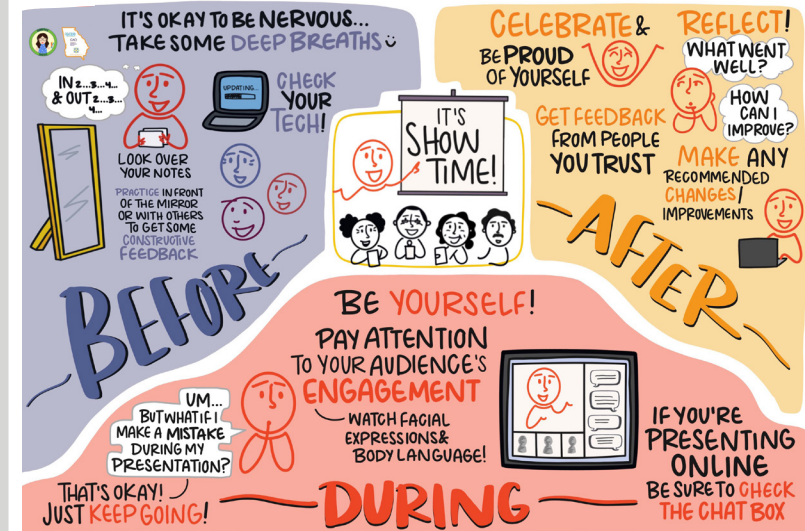 IT'S OKAY TO BE NERVOUS...
TAKE SOME DEEP BREATHS
IN 2...3...4...
& OUT 2...3...
4...
UPDATING...
CHECK
YOUR
TECH!
LOOK OVER
YOUR NOTES
PRACTICE IN FRONT
OF THE MIRROR
OR WITH OTHERS
TO GET SOME
CONSTRUCTIVE
FEEDBACK
BEFORE
IT'S
SHOW
TIME!
CELEBRATE &
REFLECT!
BE PROUD
OF YOURSELF
WHAT WENT
WELL?
HOW
CAN I
IMPROVE?
GET FEEDBACK
FROM PEOPLE
YOU TRUST
MAKE ANY
RECOMMENDED
CHANGES/
IMPROVEMENTS
AFTER
BE YOURSELF!
PAY ATTENTION
TO YOUR AUDIENCE'S
ENGAGEMENT
WATCH FACIAL
EXPRESSIONS &
BODY LANGUAGE!
UM...
BUT WHAT IF I
MAKE A MISTAKE
DURING MY
PRESENTATION?
THAT'S OKAY!
JUST KEEP GOING!
IF YOU'RE
PRESENTING
ONLINE
BE SURE TO CHECK
THE CHAT BOX
DURING